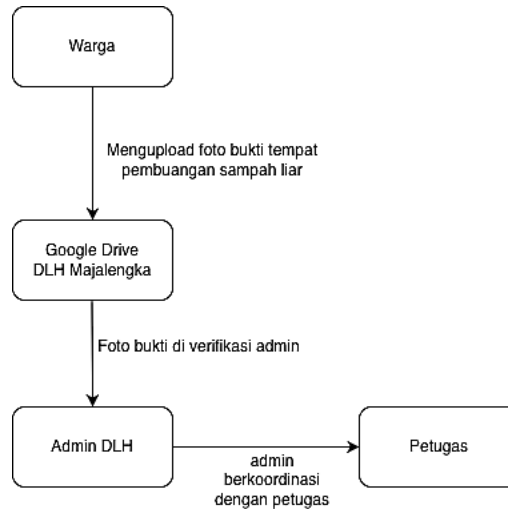 Warga
Mengupload foto bukti tempat
pembuangan sampah liar
Google Drive
DLH Majalengka
Foto bukti di verifikasi admin
Admin DLH
admin
berkoordinasi
dengan petugas
Petugas